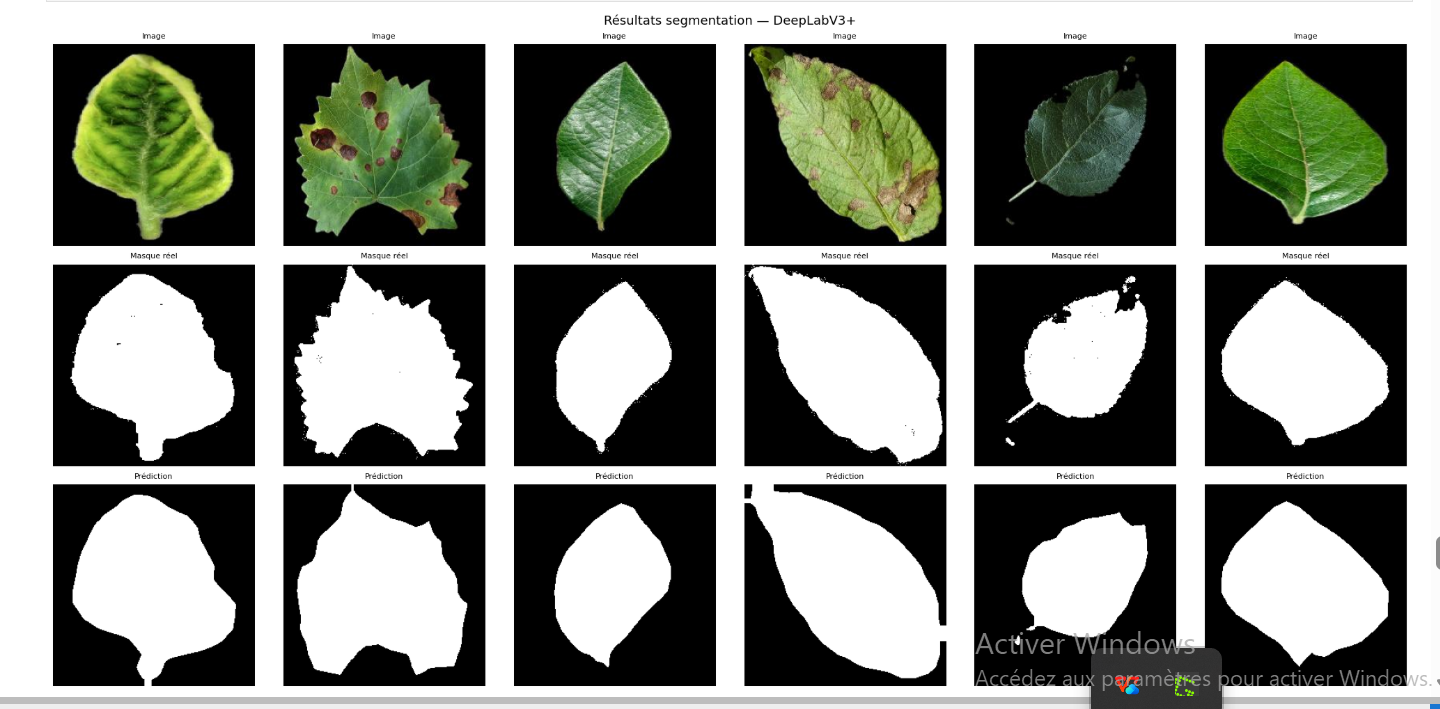 Résultats segmentation — DeepLabV3+
Image Image Image Image Image Image
Masque réel Masque réel Masque réel Masque réel Masque réel Masque réel
Prédiction Prédiction Prédiction Prédiction Prédiction Prédiction
Activer Windows
Accédez aux paramètres pour activer Windows.